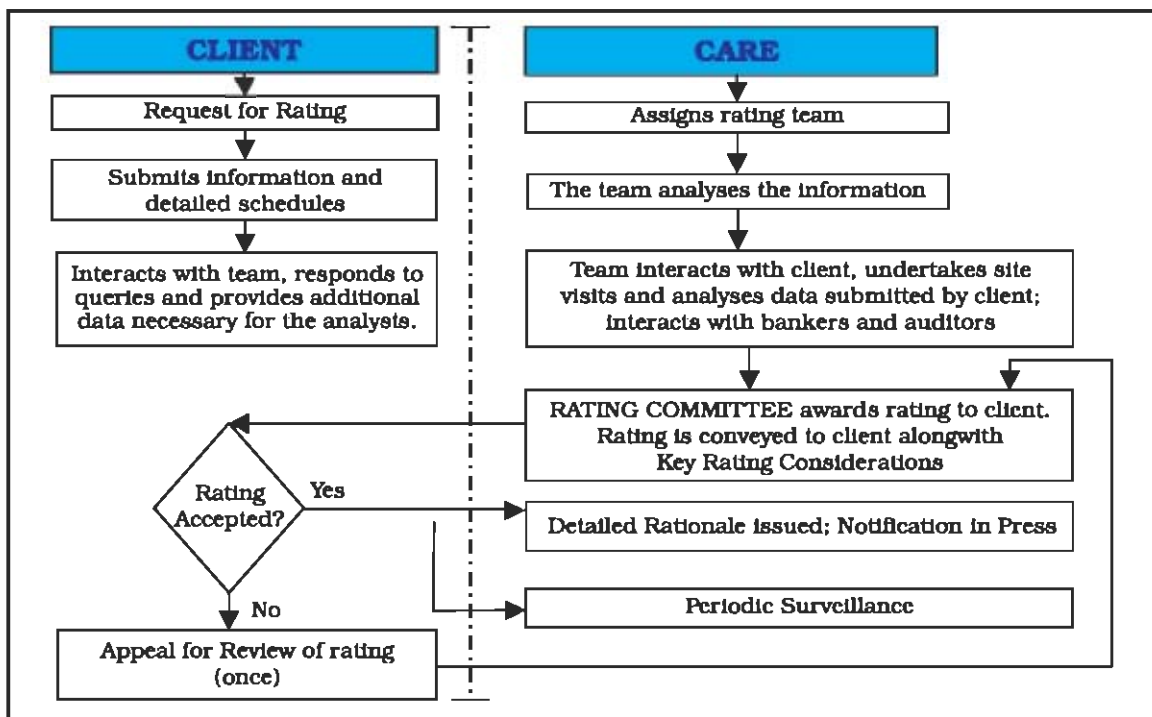 CLIENT
Request for Rating
Submits information and
detailed schedules
Interacts with team, responds to
queries and provides additional
data necessary for the analysts.
CARE
Assigns rating team
The team analyses the information
Team interacts with client, undertakes site
visits and analyses data submitted by client;
interacts with bankers and auditors
RATING COMMITTEE awards rating to client.
Rating is conveyed to client alongwith
Key Rating Considerations
Rating
Accepted?
Yes
Detailed Rationale issued; Notification in Press
Periodic Surveillance
No
Appeal for Review of rating
(once)